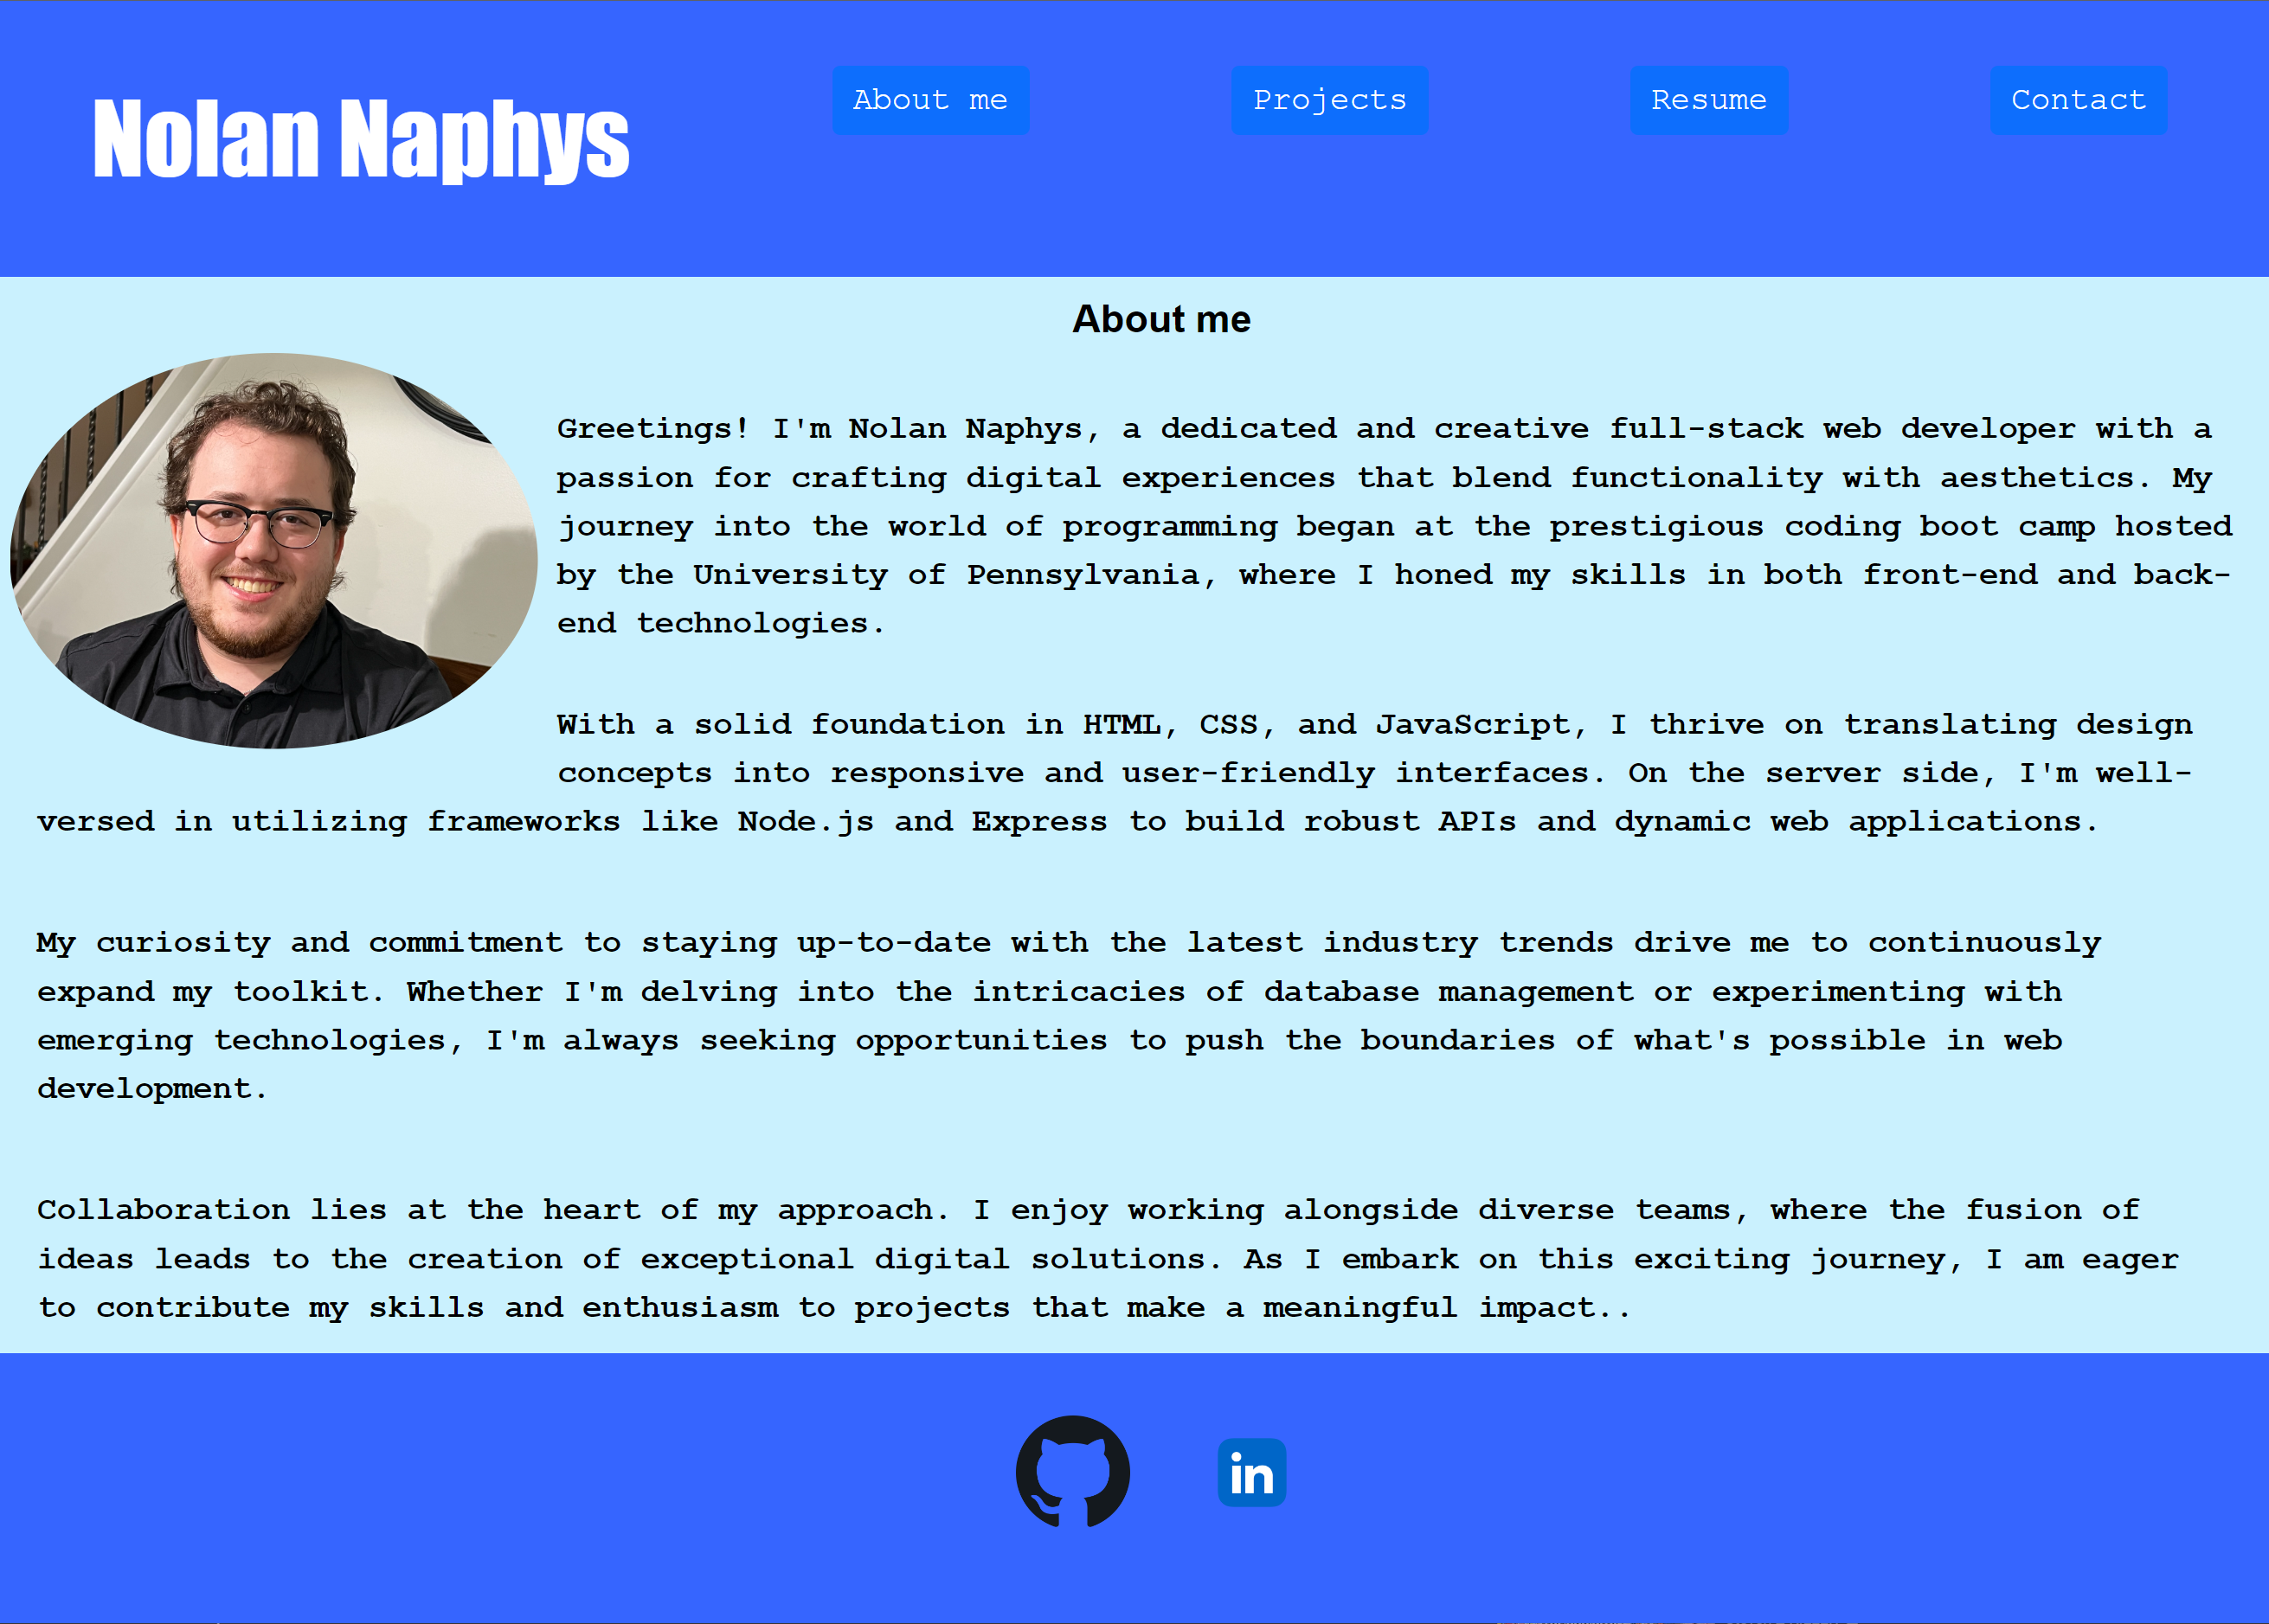 Nolan Naphys
About me
Projects
Resume
Contact
About me
Greetings! I'm Nolan Naphys, a dedicated and creative full-stack web developer with a
passion for crafting digital experiences that blend functionality with aesthetics. My
journey into the world of programming began at the prestigious coding boot camp hosted
by the University of Pennsylvania, where I honed my skills in both front-end and back-
end technologies.
With a solid foundation in HTML, CSS, and JavaScript, I thrive on translating design
concepts into responsive and user-friendly interfaces. On the server side, I'm well-
versed in utilizing frameworks like Node.js and Express to build robust APIs and dynamic web applications.
My curiosity and commitment to staying up-to-date with the latest industry trends drive me to continuously
expand my toolkit. Whether I'm delving into the intricacies of database management or experimenting with
emerging technologies, I'm always seeking opportunities to push the boundaries of what's possible in web
development.
Collaboration lies at the heart of my approach. I enjoy working alongside diverse teams, where the fusion of
ideas leads to the creation of exceptional digital solutions. As I embark on this exciting journey, I am eager
to contribute my skills and enthusiasm to projects that make a meaningful impact..
in